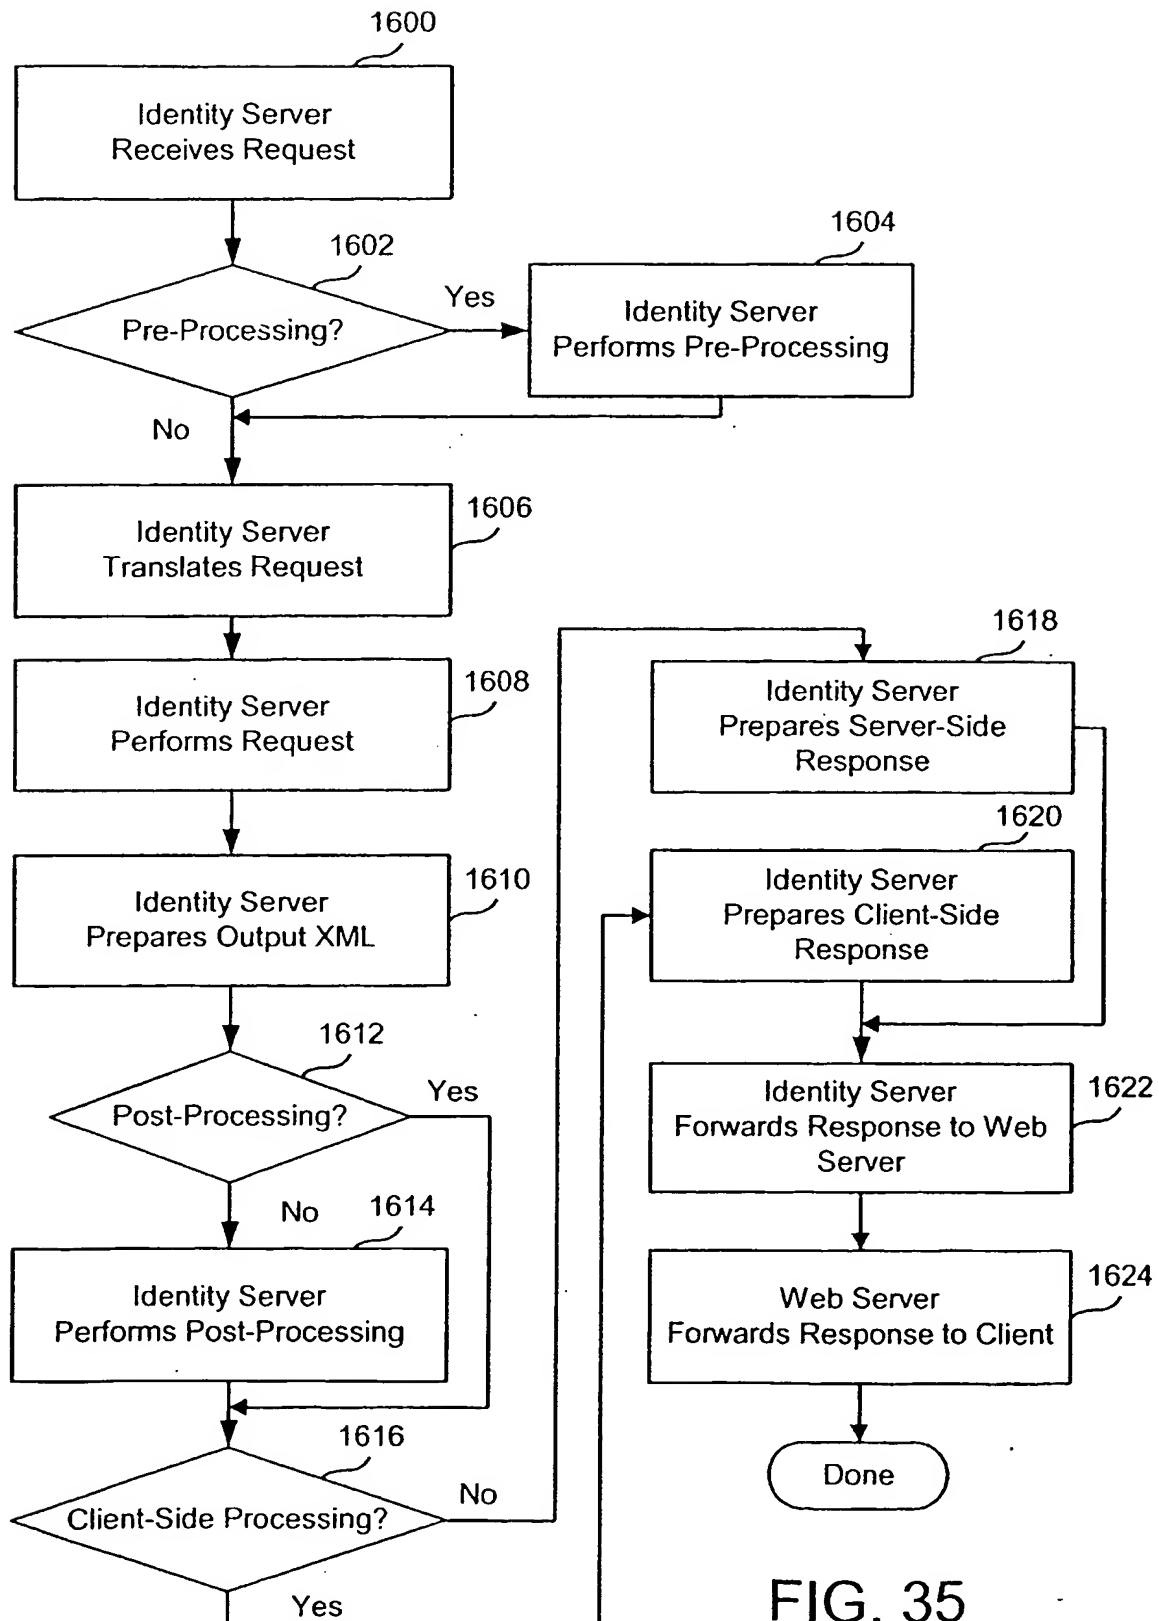 1600
Identity Server
Receives Request
1602
Pre-Processing?
Yes
1604
Identity Server
Performs Pre-Processing
No
1606
Identity Server
Translates Request
1608
Identity Server
Performs Request
1610
Identity Server
Prepares Output XML
1612
Post-Processing?
Yes
No
1614
Identity Server
Performs Post-Processing
1616
Client-Side Processing?
No
Yes
1618
Identity Server
Prepares Server-Side
Response
1620
Identity Server
Prepares Client-Side
Response
1622
Identity Server
Forwards Response to Web
Server
1624
Web Server
Forwards Response to Client
Done
FIG. 35